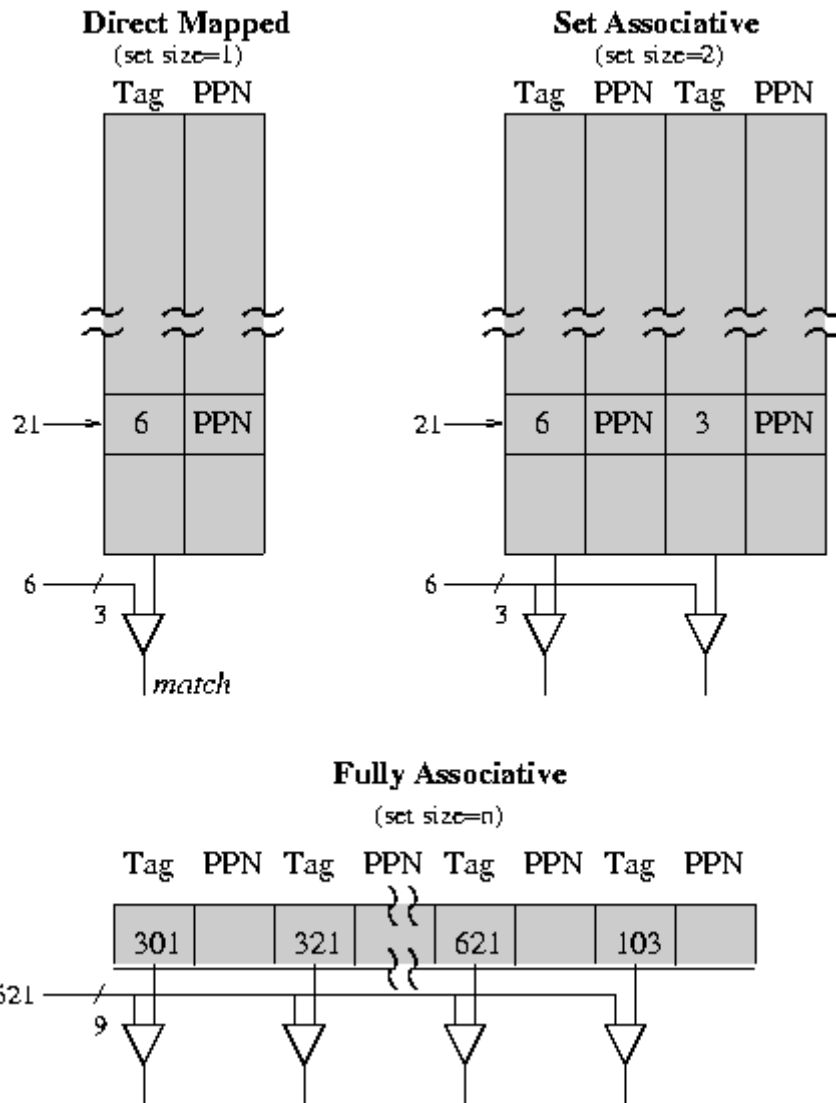 Direct Mapped
(set size=1)
Tag PPN
21 6 PPN
6 3
match
Set Associative
(set size=2)
Tag PPN Tag PPN
21 6 PPN 3 PPN
6 3
Fully Associative
(set size=n)
Tag PPN Tag PPN Tag PPN Tag PPN
301 321 621 103
621 9